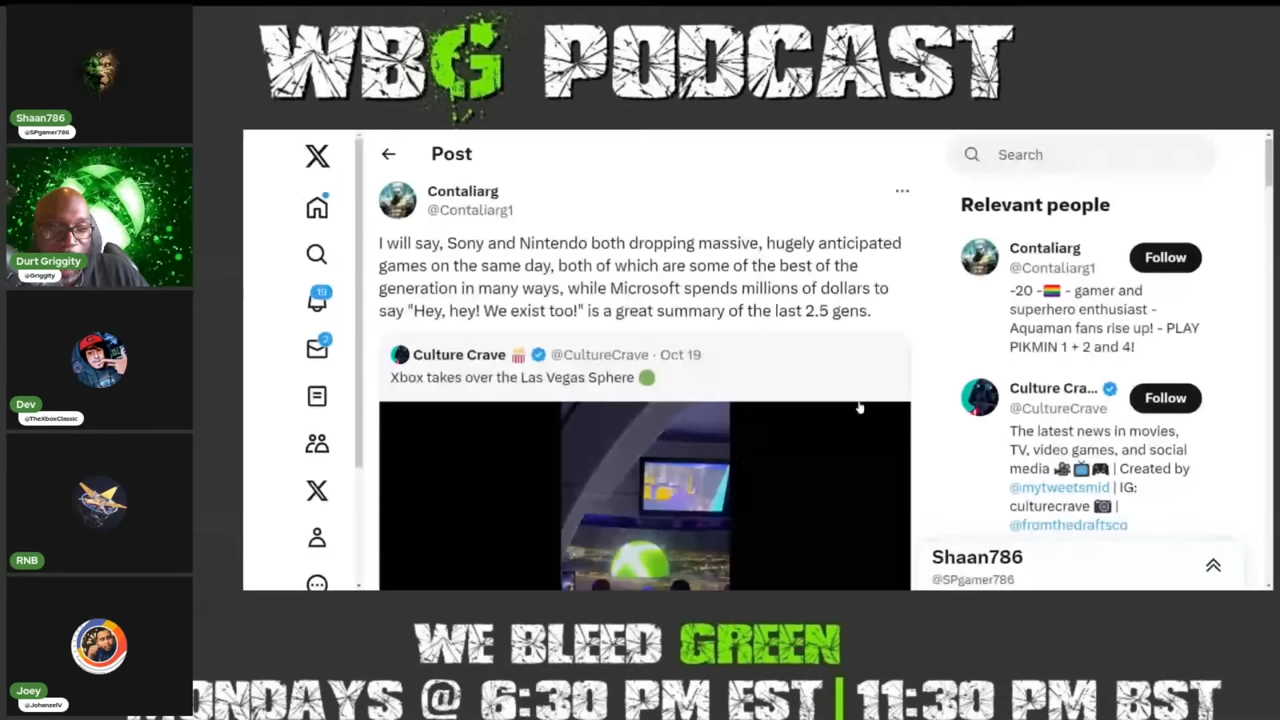 WBG PODCAST
Shaan786
@SPgamer786
Durt Griggity
@Griggity
Dev
@TheXboxClassic
RNB
Joey
@JohanzelV
19
2
Post
Contaliarg
@Contaliarg1
I will say, Sony and Nintendo both dropping massive, hugely anticipated
games on the same day, both of which are some of the best of the
generation in many ways, while Microsoft spends millions of dollars to
say "Hey, hey! We exist too!" is a great summary of the last 2.5 gens.
Culture Crave 🍿 @CultureCrave · Oct 19
Xbox takes over the Las Vegas Sphere 🟢
Search
Relevant people
Contaliarg
@Contaliarg1
Follow
-20 -🏳️‍🌈 - gamer and
superhero enthusiast -
Aquaman fans rise up! - PLAY
PIKMIN 1 + 2 and 4!
Culture Cra...
@CultureCrave
Follow
The latest news in movies,
TV, video games, and social
media 🎥📺🎮 | Created by
@mytweetsmid | IG:
culturecrave 📷 |
@fromthedraftsco
Shaan786
@SPgamer786
WE BLEED GREEN
MONDAYS @ 6:30 PM EST | 11:30 PM BST